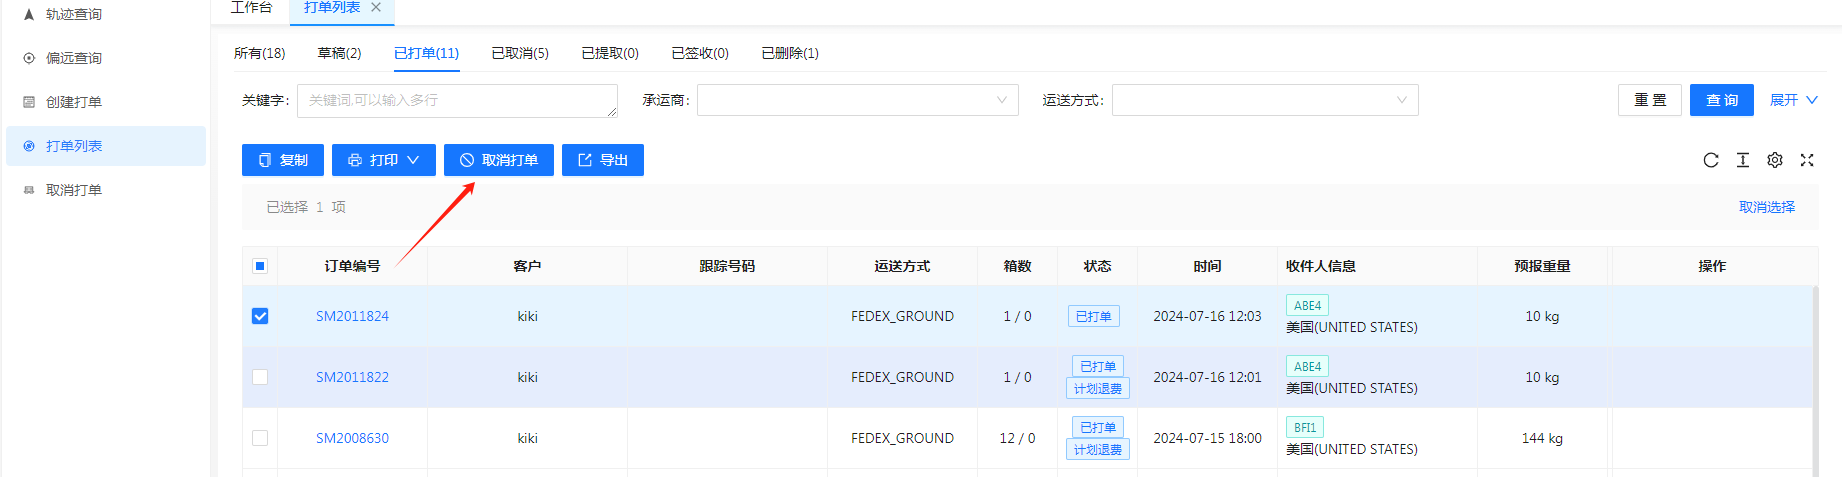 轨迹查询
偏远查询
创建打单
打单列表
取消打单
工作台 打单列表
所有(18) 草稿(2) 已打单(11) 已取消(5) 已提取(0) 已签收(0) 已删除(1)
关键字: 关键词,可以输入多行 承运商: 运送方式: 重 置 查 询 展开
复制 打印 取消打单 导出
已选择 1 项 取消选择
订单编号 客户 跟踪号码 运送方式 箱数 状态 时间 收件人信息 预报重量 操作
SM2011824 kiki FEDEX_GROUND 1 / 0 已打单 2024-07-16 12:03 ABE4 美国(UNITED STATES) 10 kg
SM2011822 kiki FEDEX_GROUND 1 / 0 已打单 计划退费 2024-07-16 12:01 ABE4 美国(UNITED STATES) 10 kg
SM2008630 kiki FEDEX_GROUND 12 / 0 已打单 计划退费 2024-07-15 18:00 BFI1 美国(UNITED STATES) 144 kg